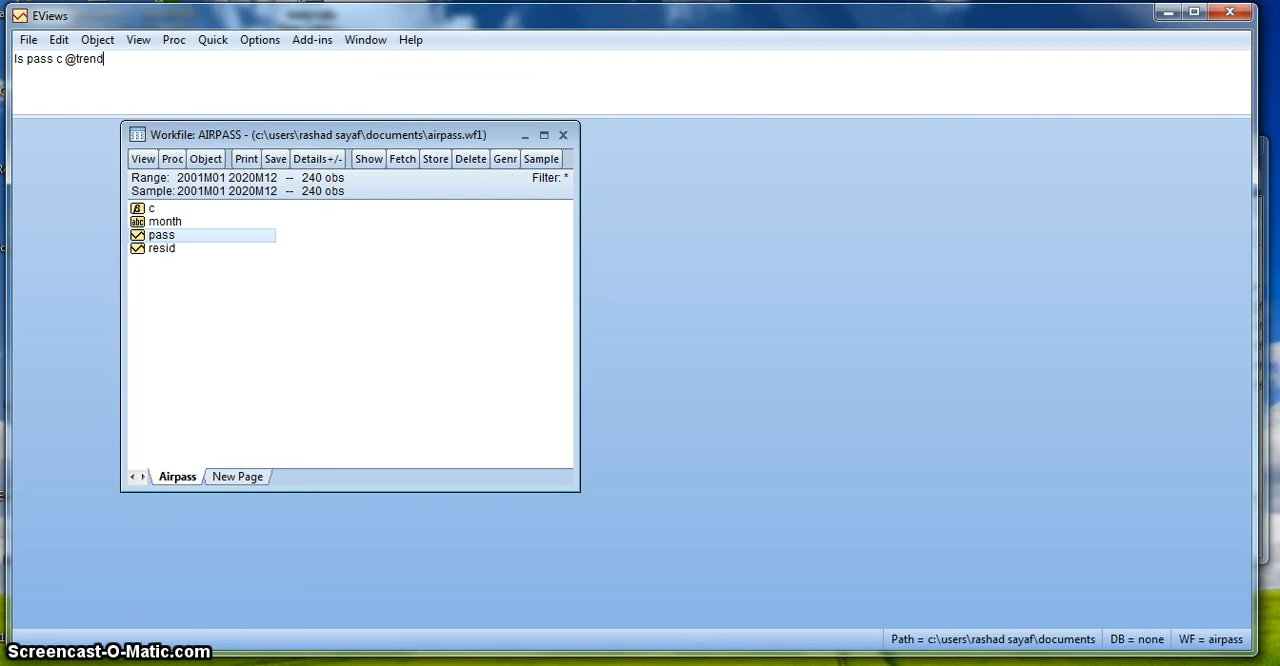 EViews
File Edit Object View Proc Quick Options Add-ins Window Help
ls pass c @trend
Workfile: AIRPASS - (c:\users\rashad sayaf\documents\airpass.wf1)
View Proc Object Print Save Details+/- Show Fetch Store Delete Genr Sample
Range: 2001M01 2020M12 -- 240 obs Filter: *
Sample: 2001M01 2020M12 -- 240 obs
β c
abc month
pass
resid
Airpass New Page
Path = c:\users\rashad sayaf\documents DB = none WF = airpass
Screencast-O-Matic.com